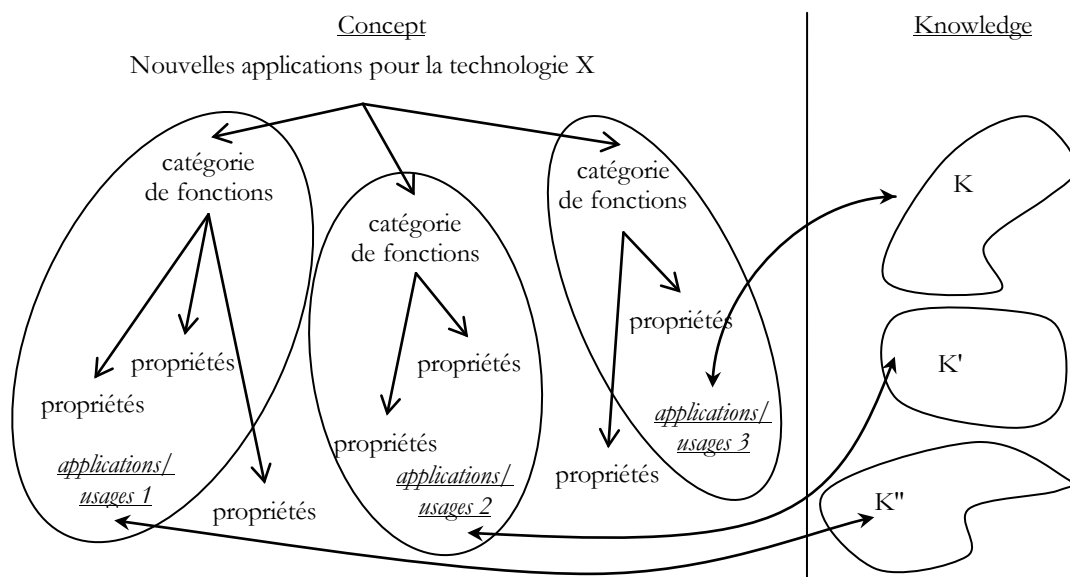 Concept
Knowledge
Nouvelles applications pour la technologie X
catégorie
de fonctions
propriétés
propriétés
applications/
usages 1
propriétés
catégorie
de fonctions
propriétés
propriétés
applications/
usages 2
catégorie
de fonctions
propriétés
applications/
usages 3
propriétés
K
K'
K"